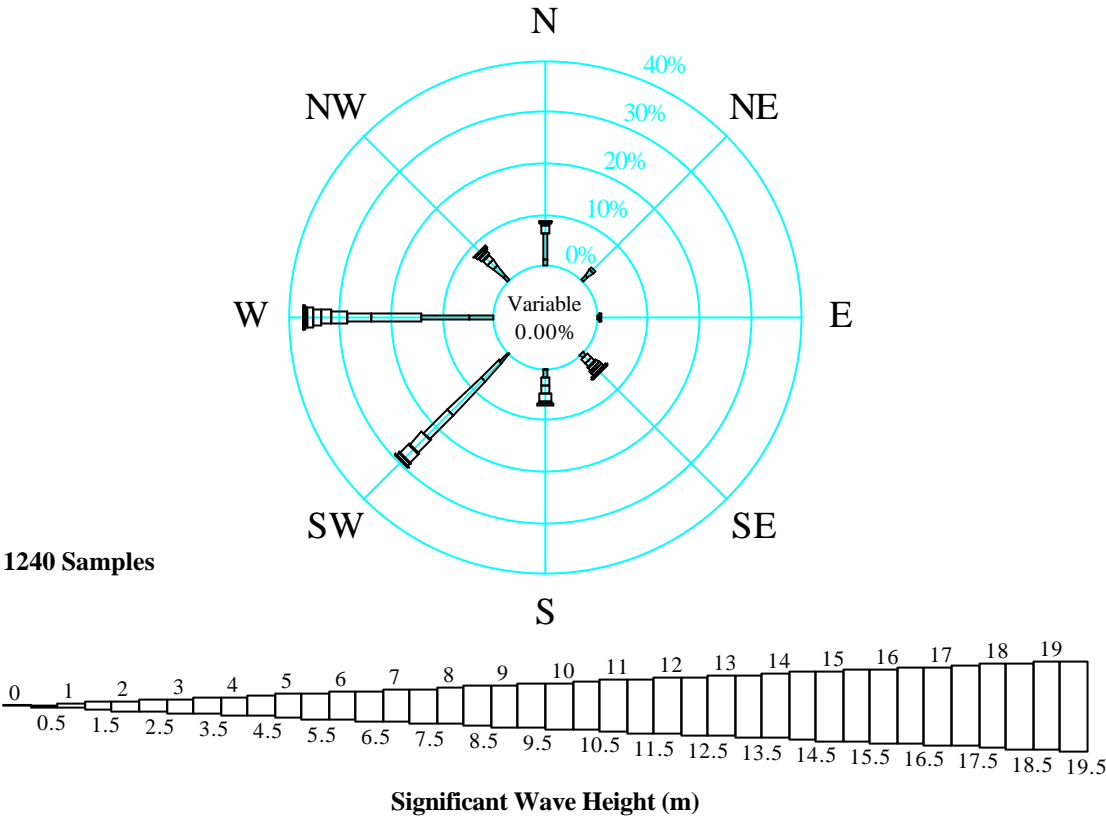 N
40%
NW
NE
30%
20%
10%
0%
Variable
0.00%
W
E
SW
SE
1240 Samples
S
0 1 2 3 4 5 6 7 8 9 10 11 12 13 14 15 16 17 18 19
0.5 1.5 2.5 3.5 4.5 5.5 6.5 7.5 8.5 9.5 10.5 11.5 12.5 13.5 14.5 15.5 16.5 17.5 18.5 19.5
Significant Wave Height (m)